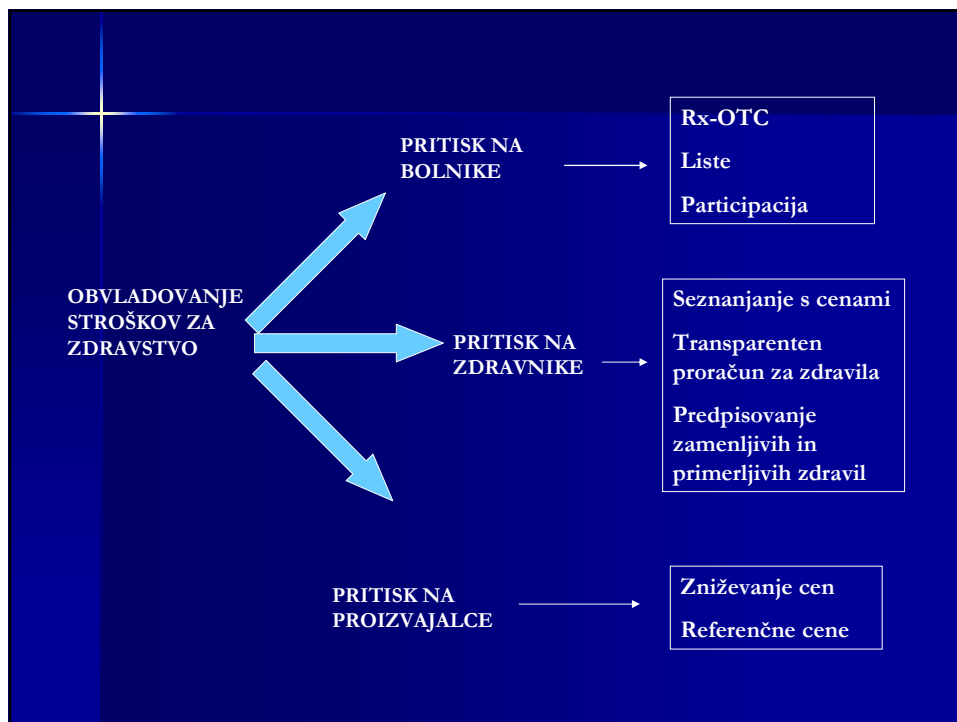 OBVLADOVANJE
STROŠKOV ZA
ZDRAVSTVO
PRITISK NA
BOLNIKE
Rx-OTC
Liste
Participacija
PRITISK NA
ZDRAVNIKE
Seznanjanje s cenami
Transparenten
proračun za zdravila
Predpisovanje
zamenljivih in
primerljivih zdravil
PRITISK NA
PROIZVAJALCE
Zniževanje cen
Referenčne cene